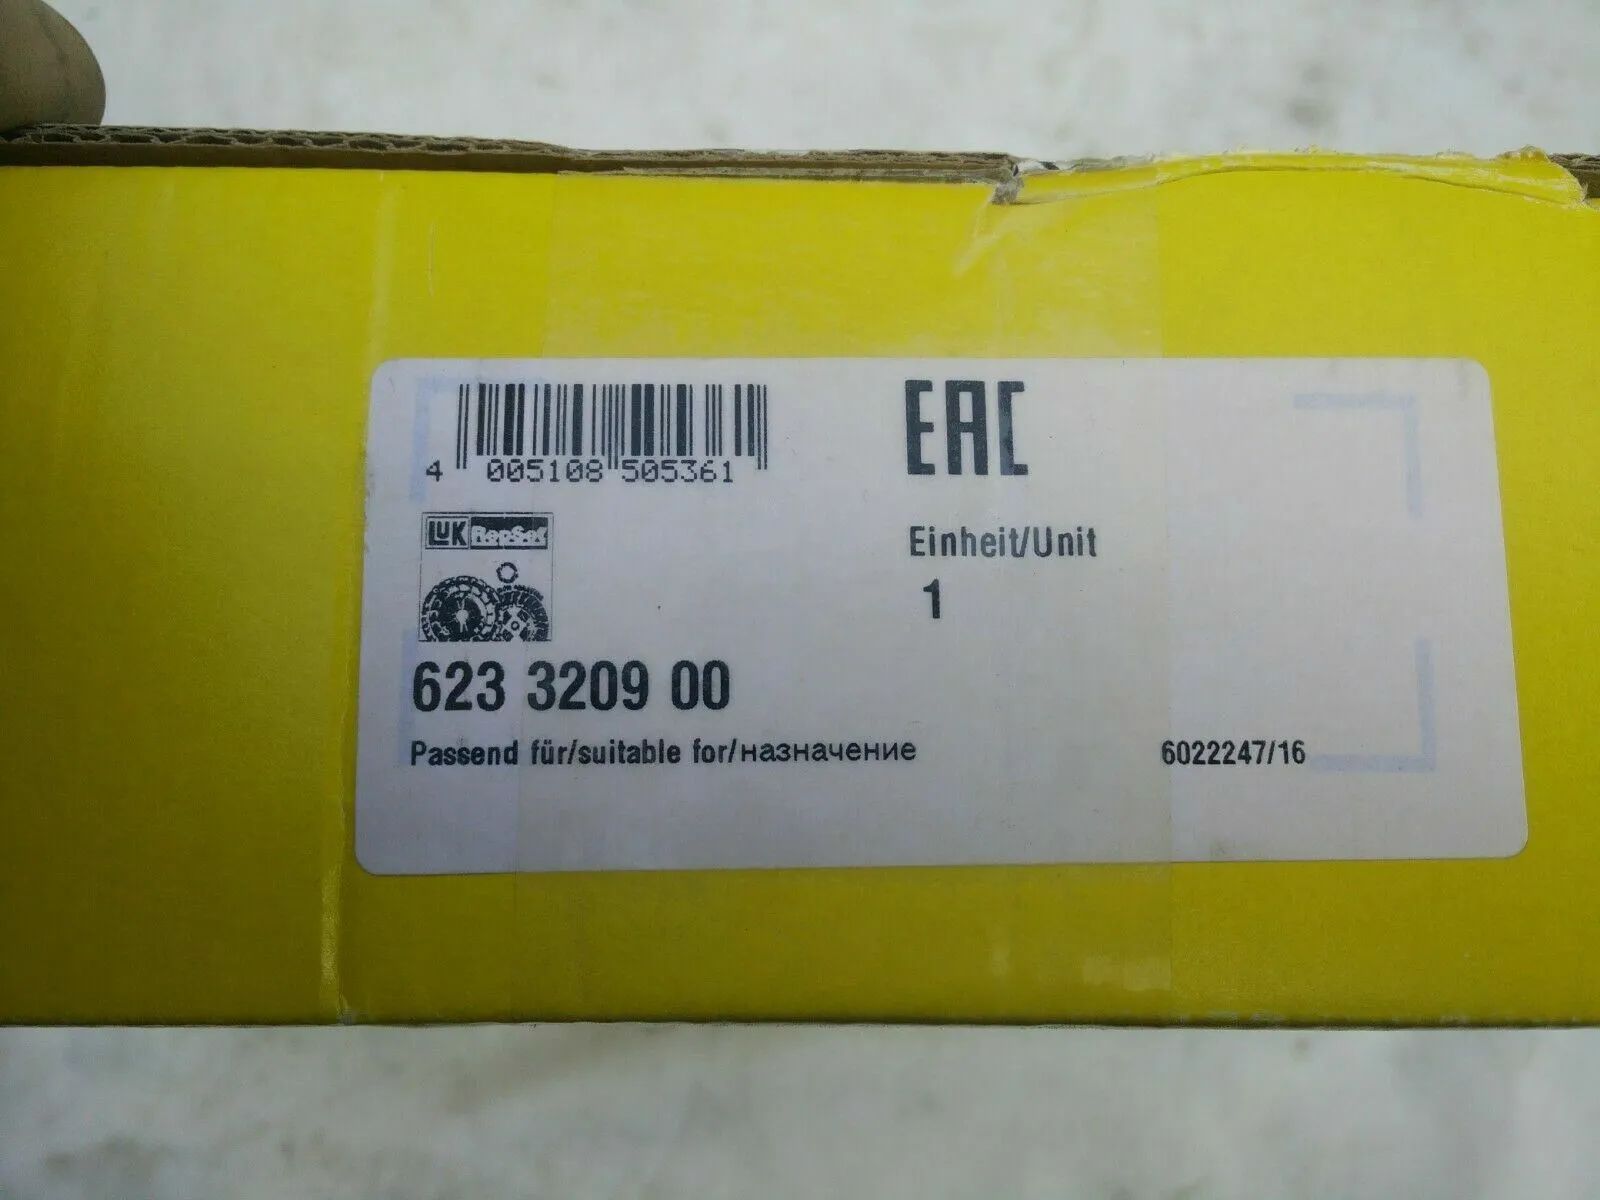 4 005108 505361
EAC
LUK RepSet
Einheit/Unit
1
623 3209 00
Passend für/suitable for/назначение
6022247/16